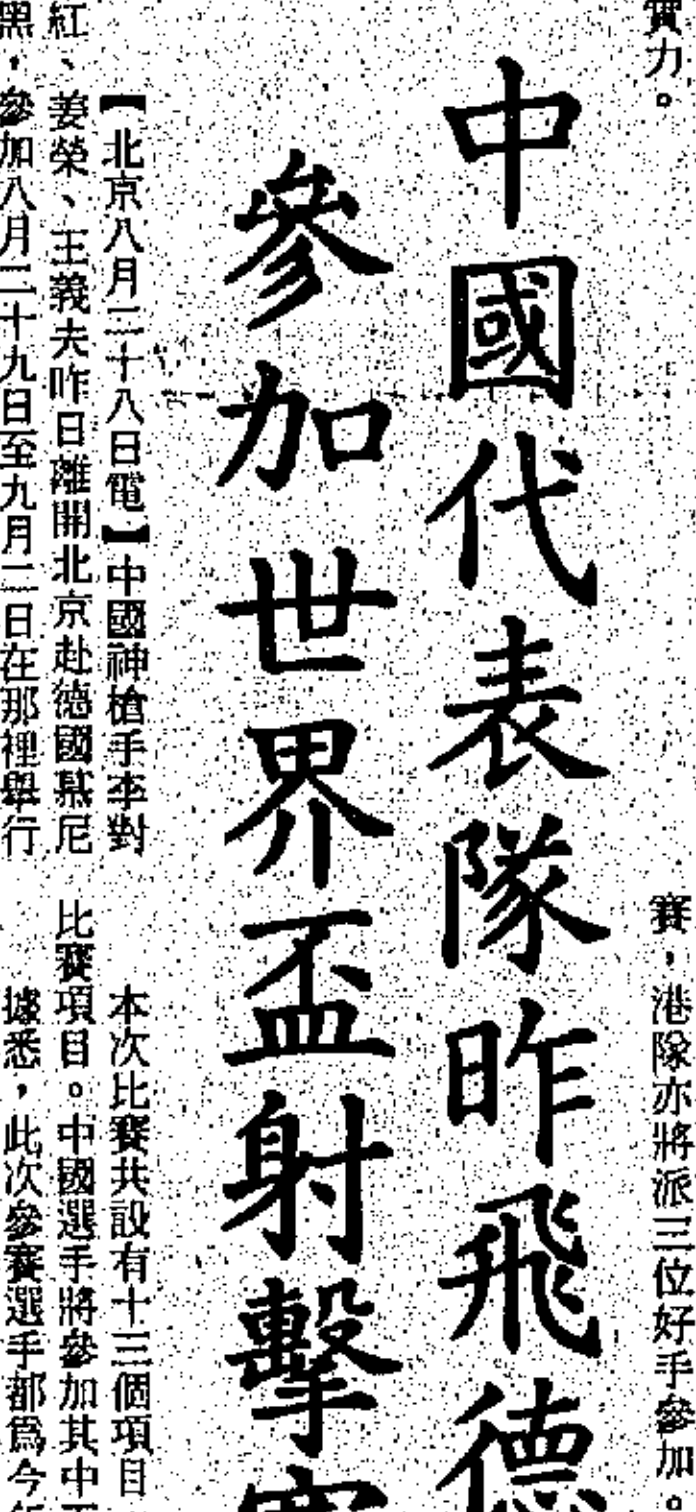 實力。
賽，港隊亦將派三位好手參加。
中國代表隊昨飛德
參加世界盃射擊賽
【北京八月二十八日電】中國神槍手李對
紅、姜榮、王義夫昨日離開北京赴德國慕尼
黑，參加八月二十九日至九月二日在那裡舉行
本次比賽共設有十三個項目
比賽項目。中國選手將參加其中
據悉，此次參賽選手都爲今